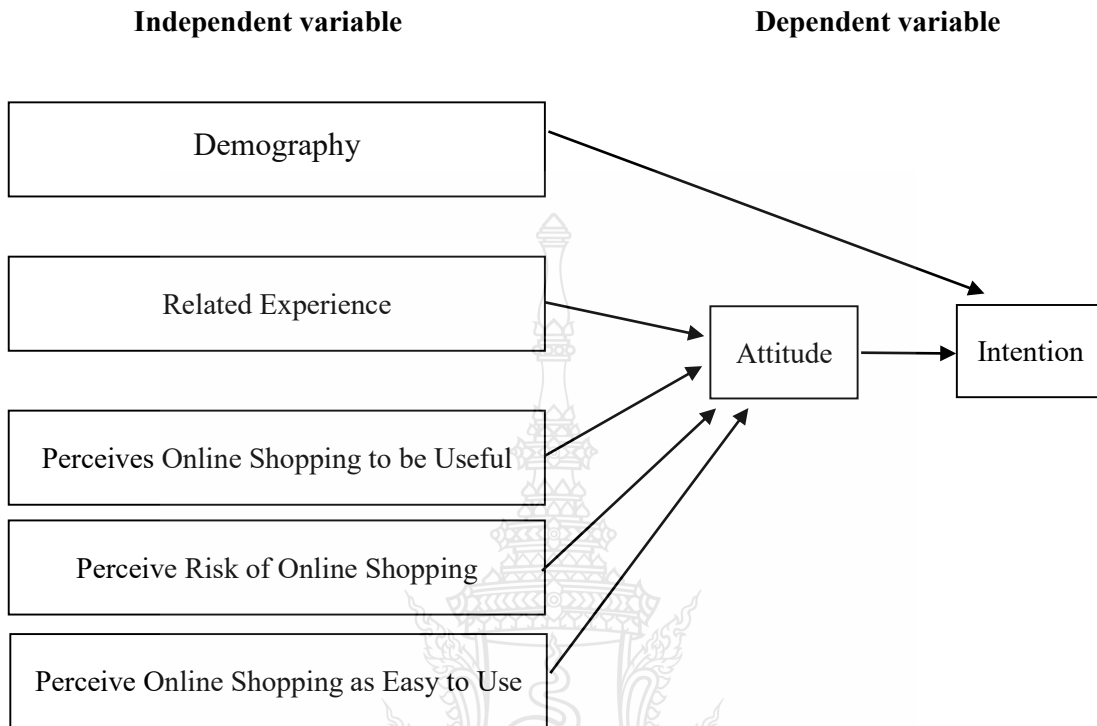 Independent variable
Dependent variable
Demography
Related Experience
Attitude
Intention
Perceives Online Shopping to be Useful
Perceive Risk of Online Shopping
Perceive Online Shopping as Easy to Use